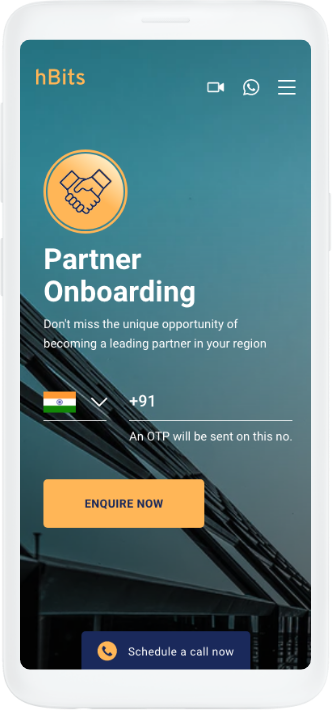 hBits
Partner
Onboarding
Don't miss the unique opportunity of
becoming a leading partner in your region
+91
An OTP will be sent on this no.
ENQUIRE NOW
Schedule a call now